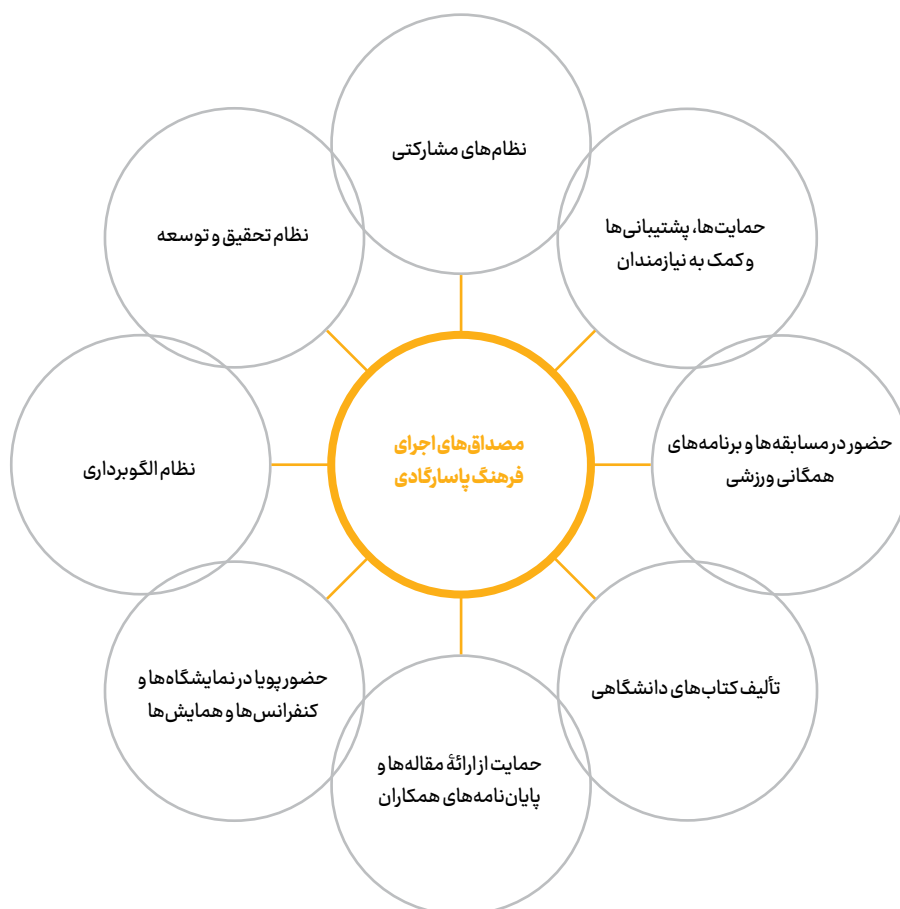 نظام‌های مشارکتی
حمایت‌ها، پشتیبانی‌ها
و کمک به نیازمندان
نظام تحقیق و توسعه
حضور در مسابقه‌ها و برنامه‌های
همگانی ورزشی
مصداق‌های اجرای
فرهنگ پاسارگادی
نظام الگوبرداری
تألیف کتاب‌های دانشگاهی
حضور پویا در نمایشگاه‌ها و
کنفرانس‌ها و همایش‌ها
حمایت از ارائۀ مقاله‌ها و
پایان‌نامه‌های همکاران